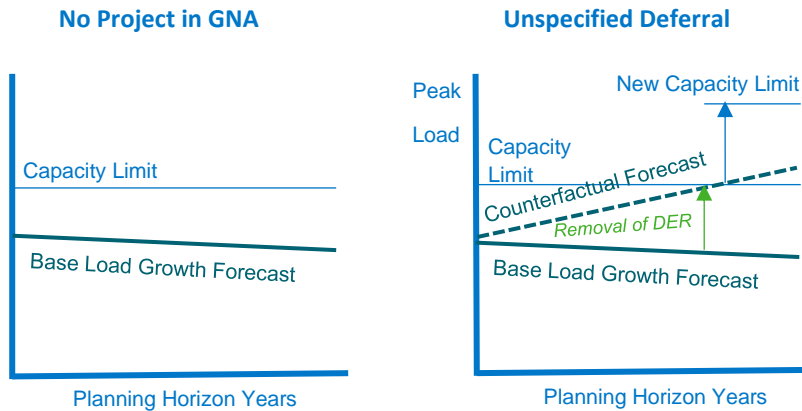 No Project in GNA
Capacity Limit
Base Load Growth Forecast
Planning Horizon Years
Unspecified Deferral
Peak
Load
New Capacity Limit
Capacity
Limit
Counterfactual Forecast
Removal of DER
Base Load Growth Forecast
Planning Horizon Years